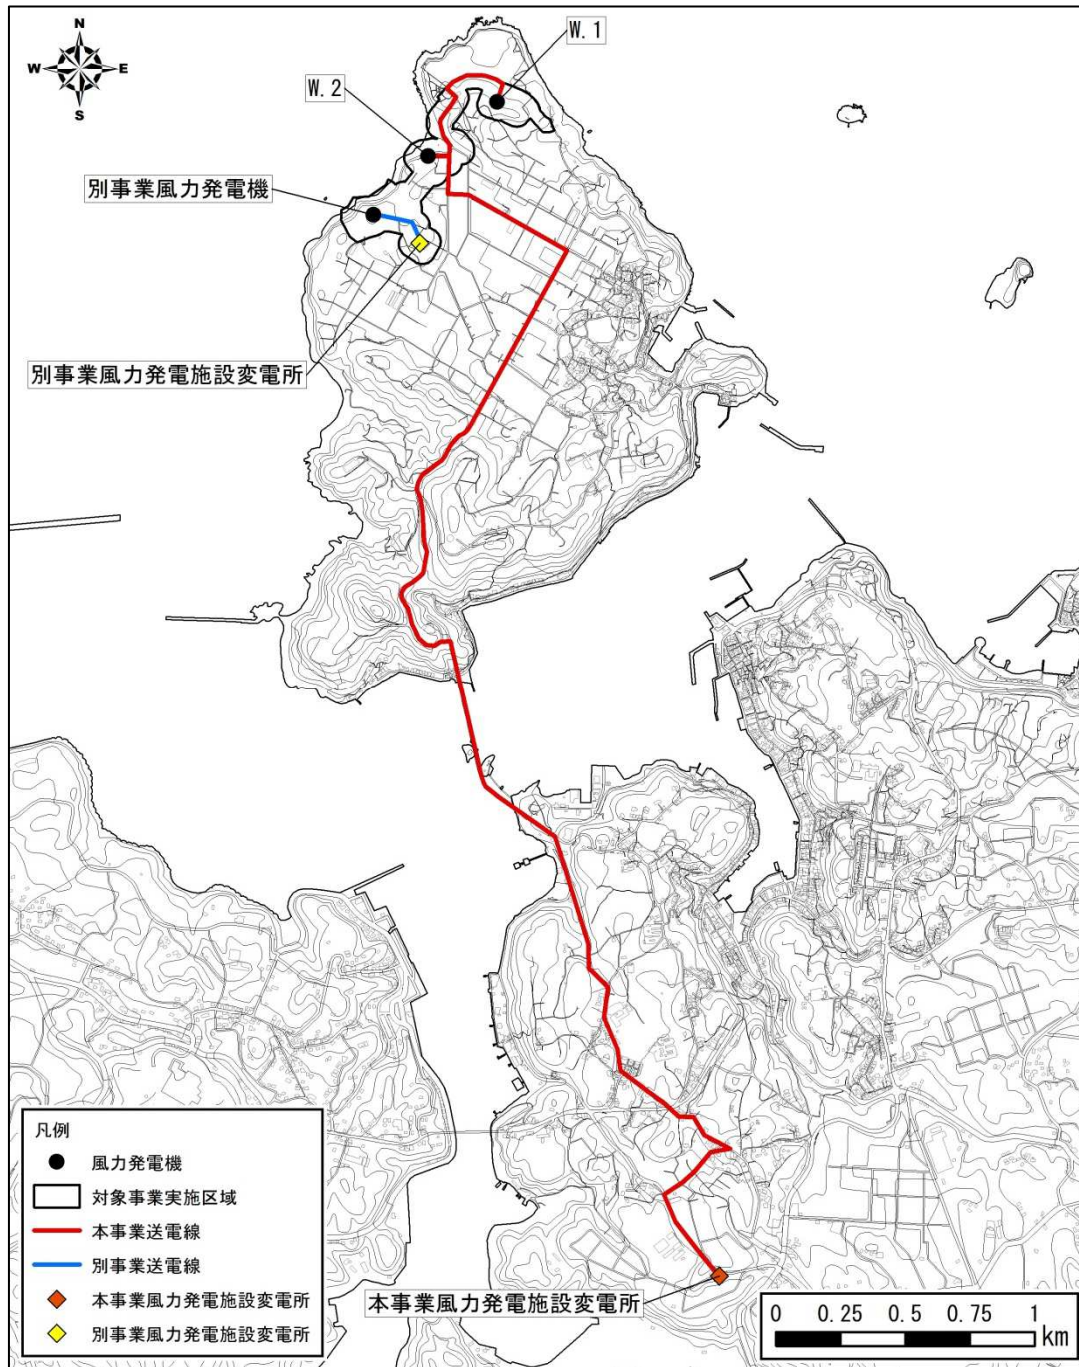 N
W E
S
W. 1
W. 2
別事業風力発電機
別事業風力発電施設変電所
本事業風力発電施設変電所
凡例
風力発電機
対象事業実施区域
本事業送電線
別事業送電線
本事業風力発電施設変電所
別事業風力発電施設変電所
0 0.25 0.5 0.75 1
km